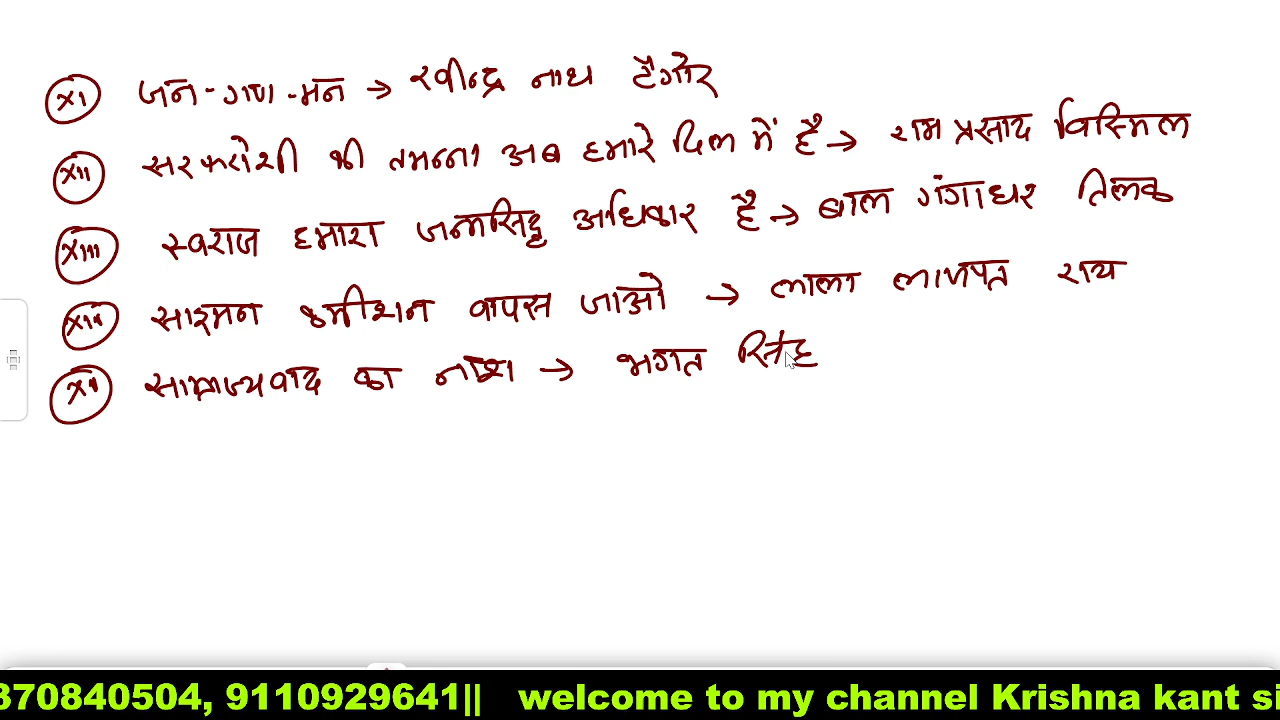 (xi) जन-गण-मन → रवीन्द्र नाथ टैगोर
(xii) सरफरोशी की तमन्ना अब हमारे दिल में है → राम प्रसाद विस्मिल
(xiii) स्वराज हमारा जन्मसिद्ध अधिकार है → बाल गंगाधर तिलक
(xiv) साइमन कमीशन वापस जाओ → लाला लाजपत राय
(xv) साम्राज्यवाद का नाश → भगत सिंह
870840504, 9110929641|| welcome to my channel Krishna kant si